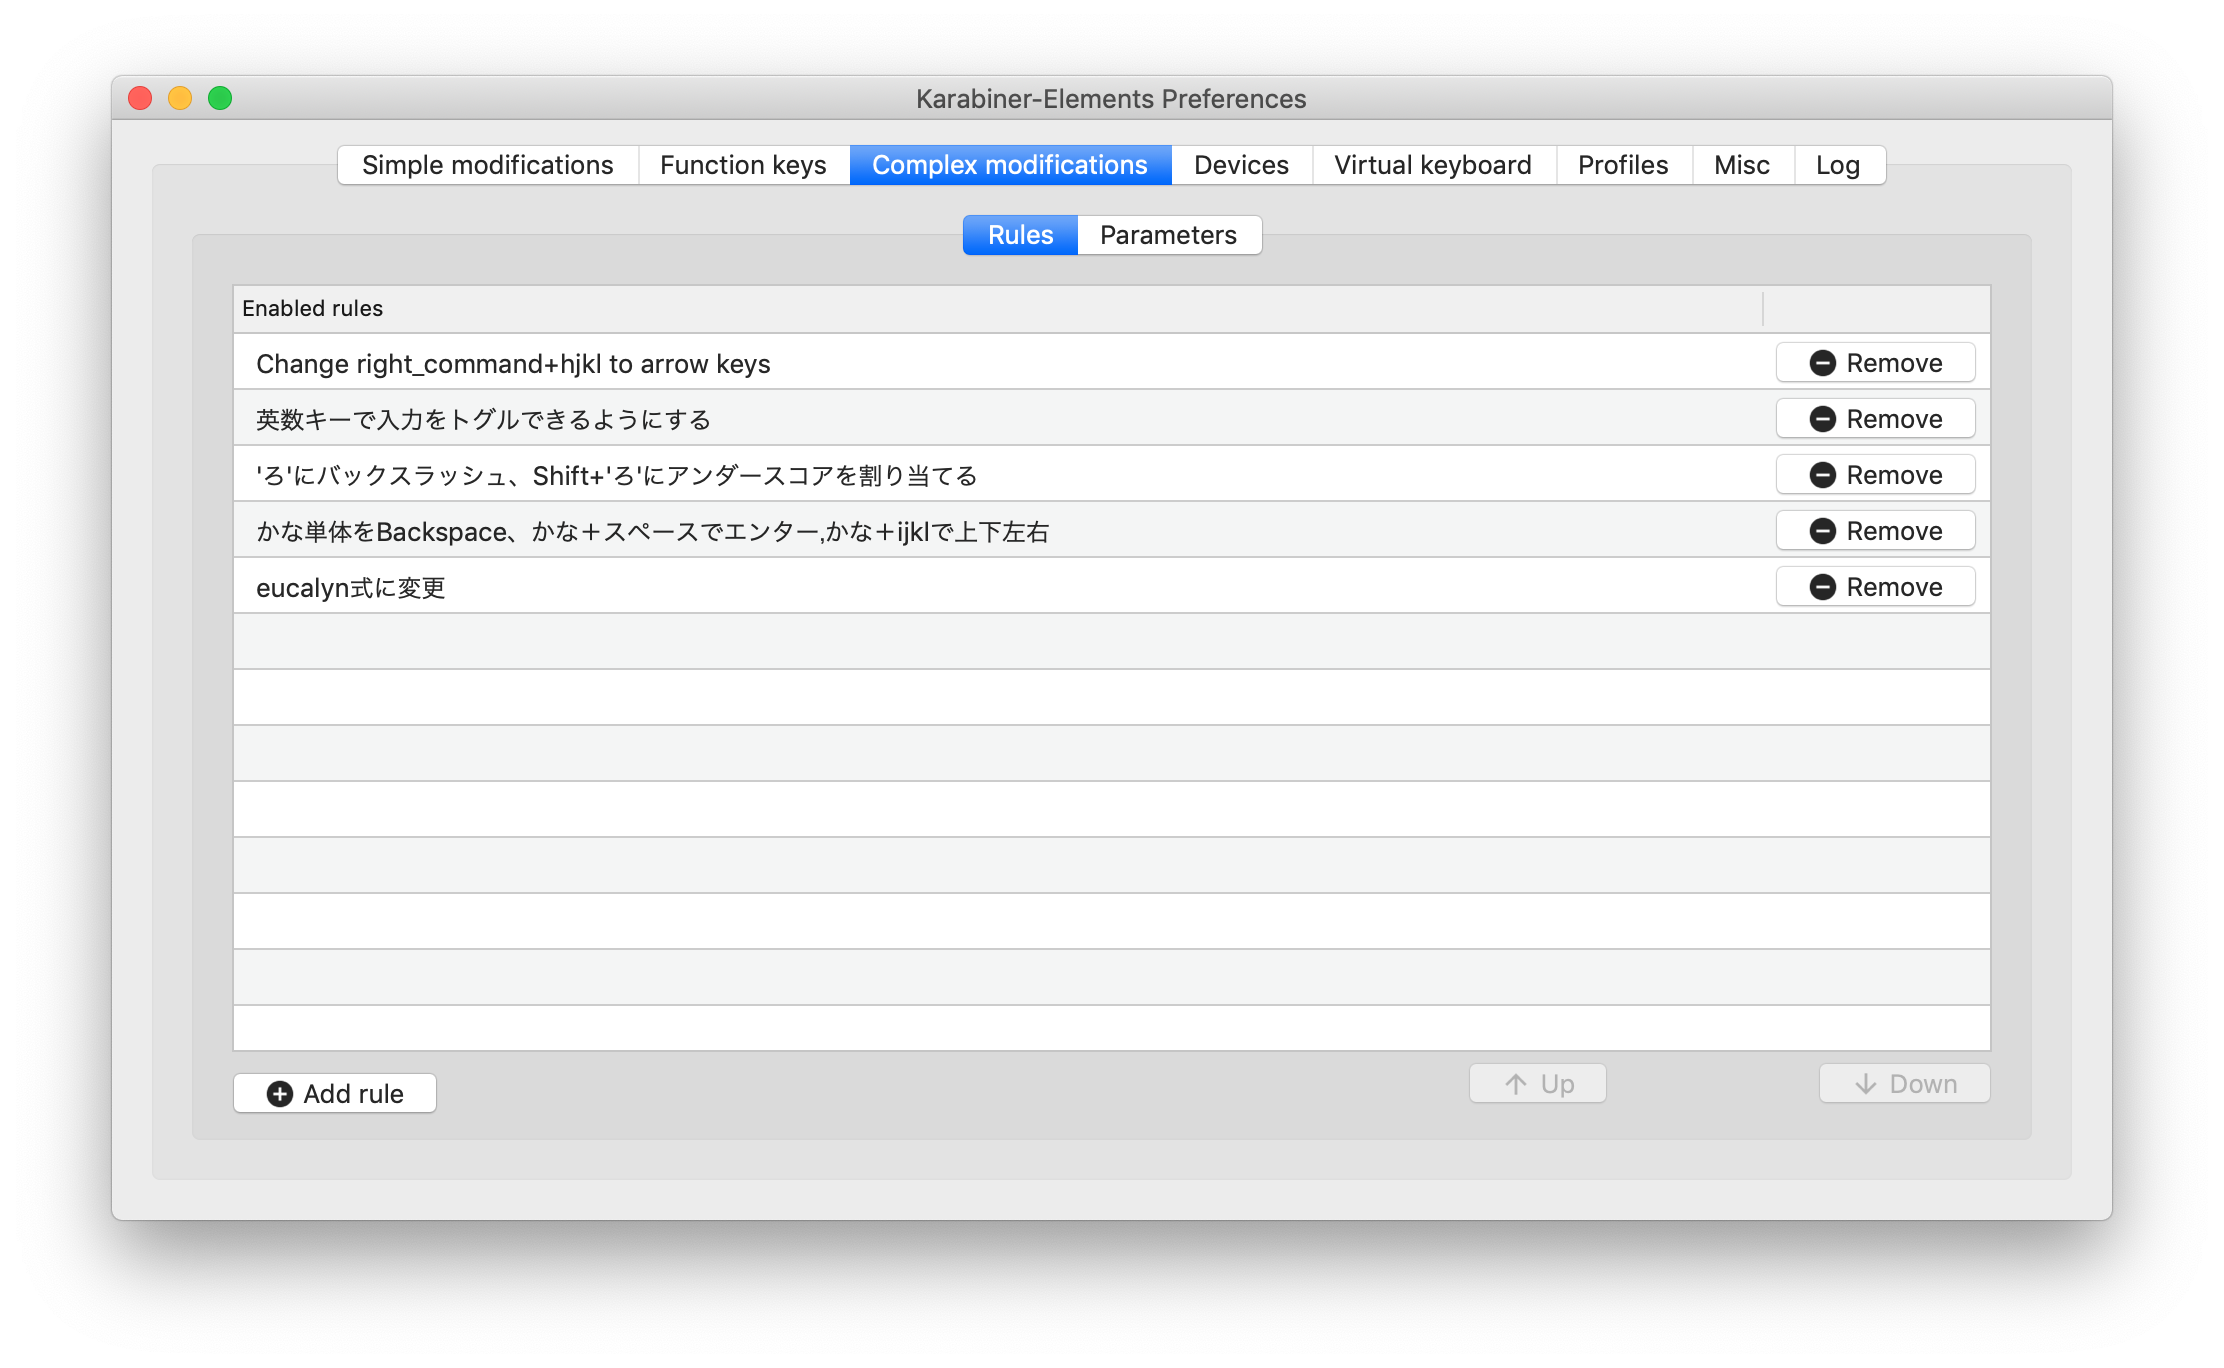 Karabiner-Elements Preferences
Simple modifications Function keys Complex modifications Devices Virtual keyboard Profiles Misc Log
Rules Parameters
Enabled rules
Change right_command+hjkl to arrow keys Remove
英数キーで入力をトグルできるようにする Remove
'ろ'にバックスラッシュ、Shift+'ろ'にアンダースコアを割り当てる Remove
かな単体をBackspace、かな＋スペースでエンター,かな＋ijklで上下左右 Remove
eucalyn式に変更 Remove
Add rule Up Down